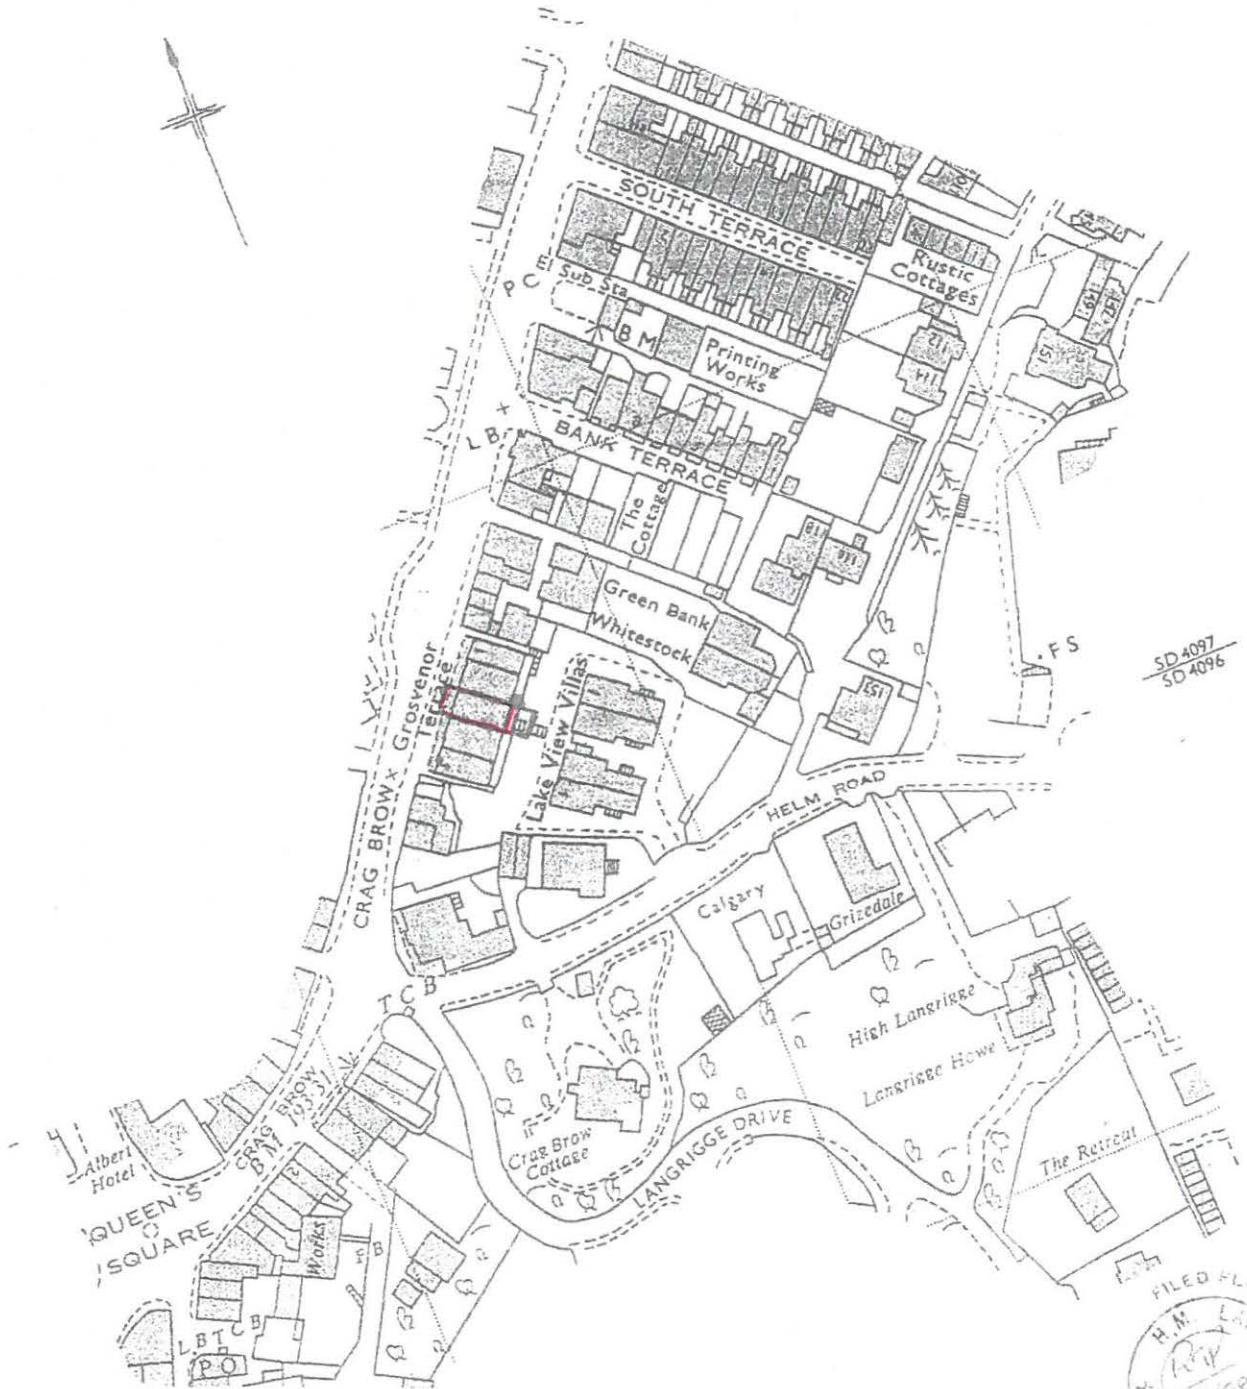 SOUTH TERRACE
Rustic
Cottages
El
Sub Sta
P C
B M
Printing
Works
112
114
149
147
151
L B
BANK TERRACE
The
Cottage
118
116
Green Bank
Whitestock
F S
SD 4097
SD 4096
Grosvenor
Terrace
Lake View Villas
153
CRAG BROW
HELM ROAD
Calgary
Grizedale
T C B
High Langrigge
Langrigge Howe
CRAG BROW
B M
Crag Brow
Cottage
LANGRIGGE DRIVE
The Retreat
Albert
Hotel
QUEEN'S
SQUARE
Works
L B T C B
P O
FILED PL
H.M. LA